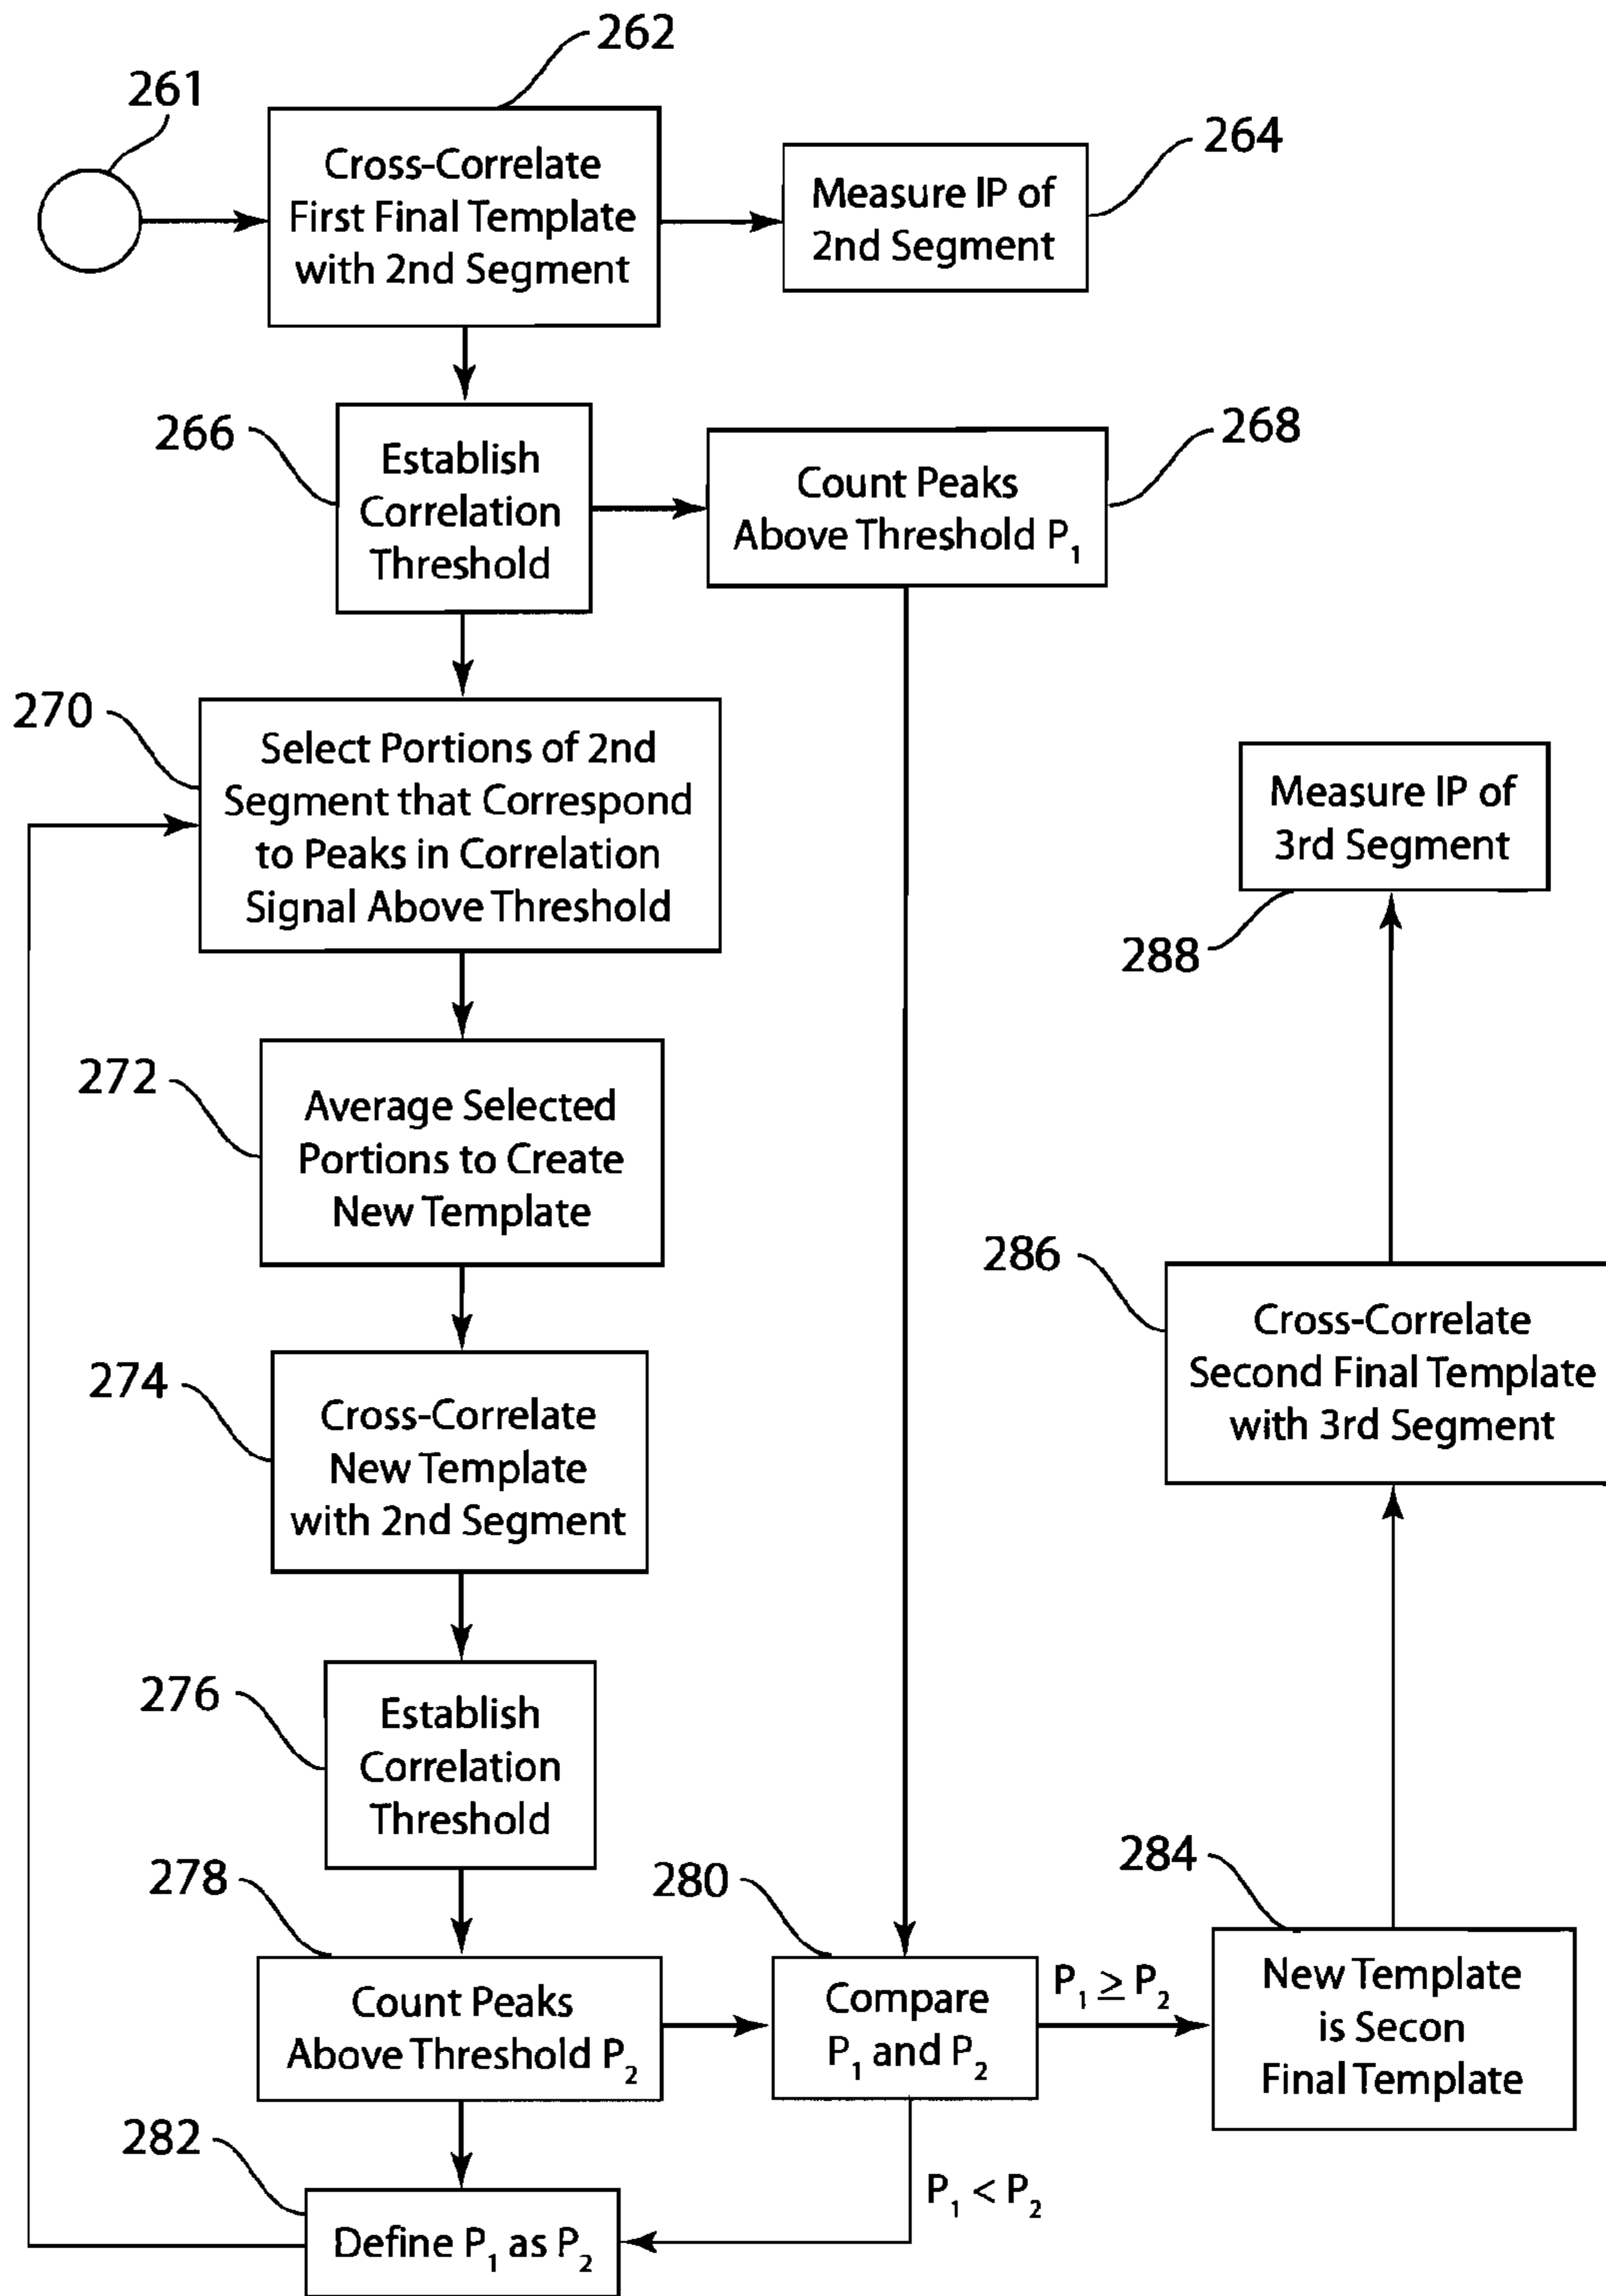 262
261
Cross-Correlate
First Final Template
with 2nd Segment
264
Measure IP of
2nd Segment
266
Establish
Correlation
Threshold
268
Count Peaks
Above Threshold P₁
270
Select Portions of 2nd
Segment that Correspond
to Peaks in Correlation
Signal Above Threshold
Measure IP of
3rd Segment
288
272
Average Selected
Portions to Create
New Template
286
Cross-Correlate
Second Final Template
with 3rd Segment
274
Cross-Correlate
New Template
with 2nd Segment
276
Establish
Correlation
Threshold
278
Count Peaks
Above Threshold P₂
280
Compare
P₁ and P₂
P₁ ≥ P₂
284
New Template
is Secon
Final Template
282
Define P₁ as P₂
P₁ < P₂